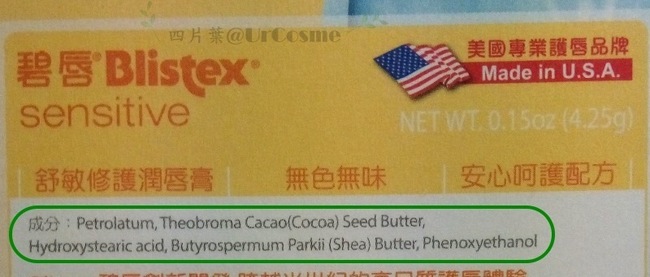 四片葉@UrCosme
碧唇®Blistex®
sensitive
美國專業護唇品牌
Made in U.S.A.
NET WT. 0.15oz (4.25g)
舒敏修護潤唇膏 無色無味 安心呵護配方
成分：Petrolatum, Theobroma Cacao(Cocoa) Seed Butter,
Hydroxystearic acid, Butyrospermum Parkii (Shea) Butter, Phenoxyethanol